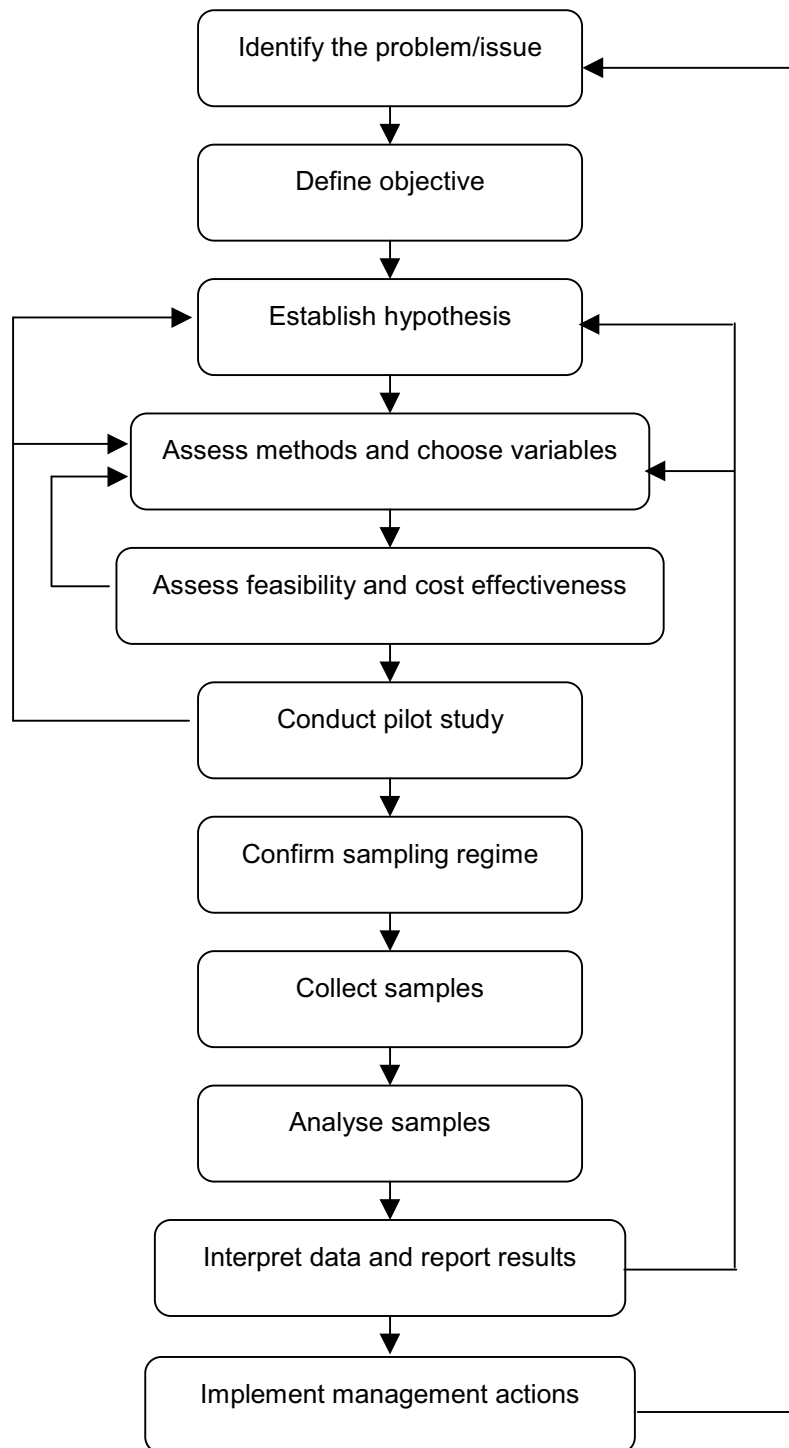 Identify the problem/issue
Define objective
Establish hypothesis
Assess methods and choose variables
Assess feasibility and cost effectiveness
Conduct pilot study
Confirm sampling regime
Collect samples
Analyse samples
Interpret data and report results
Implement management actions